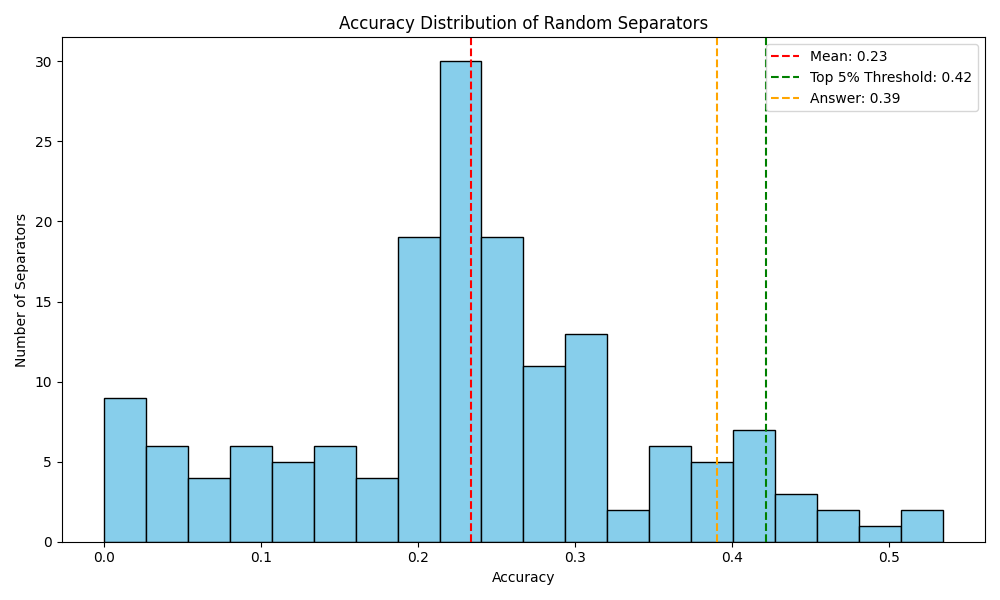 Accuracy Distribution of Random Separators
Mean: 0.23
Top 5% Threshold: 0.42
Answer: 0.39
Number of Separators
30
25
20
15
10
5
0
0.0 0.1 0.2 0.3 0.4 0.5
Accuracy